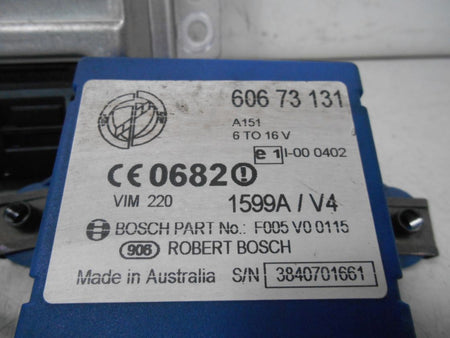 606 73 131
A151
6 TO 16 V
e1 I-00 0402
CE 0682
VIM 220 1599A / V4
BOSCH PART No.: F005 V0 0115
906 ROBERT BOSCH
Made in Australia S/N 3840701661